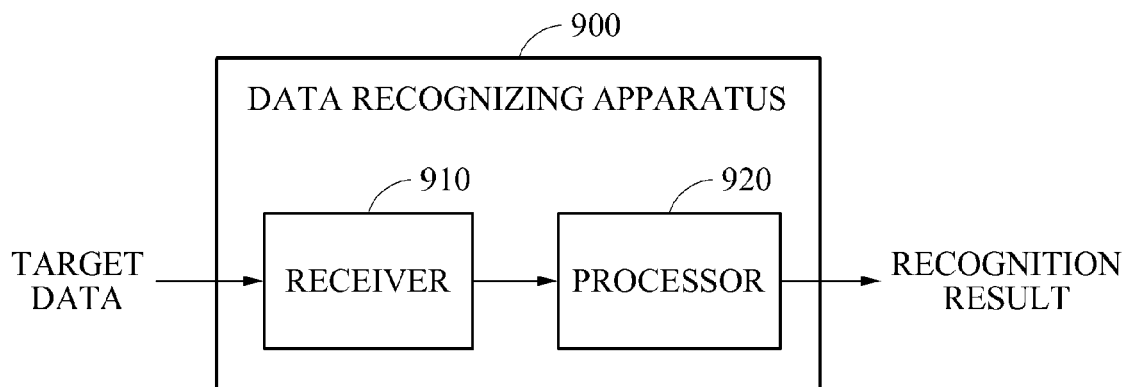 900
DATA RECOGNIZING APPARATUS
910
920
TARGET
DATA
RECEIVER
PROCESSOR
RECOGNITION
RESULT